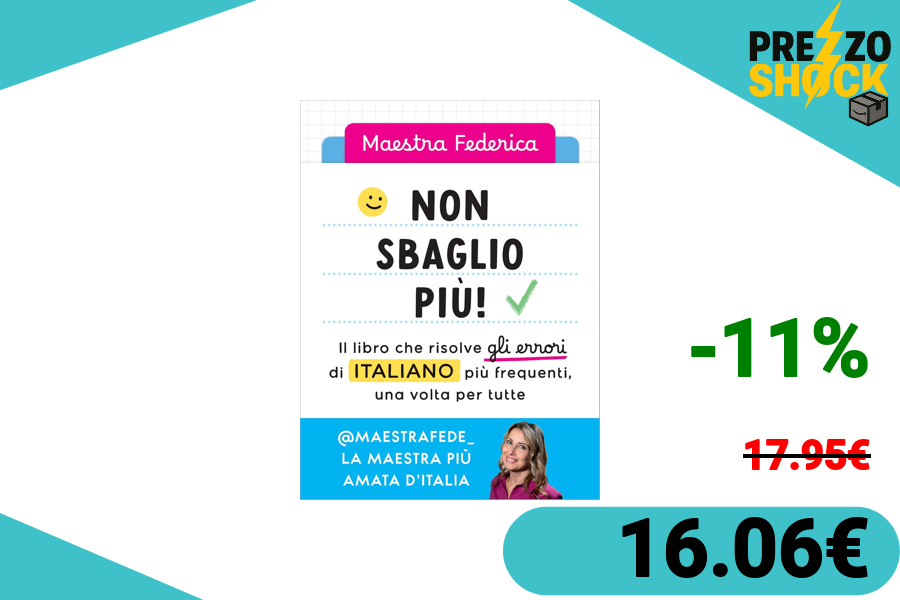 PREZZO
SHOCK
Maestra Federica
NON
SBAGLIO
PIÙ!
Il libro che risolve gli errori
di ITALIANO più frequenti,
una volta per tutte
@MAESTRAFEDE_
LA MAESTRA PIÙ
AMATA D'ITALIA
-11%
17.95€
16.06€